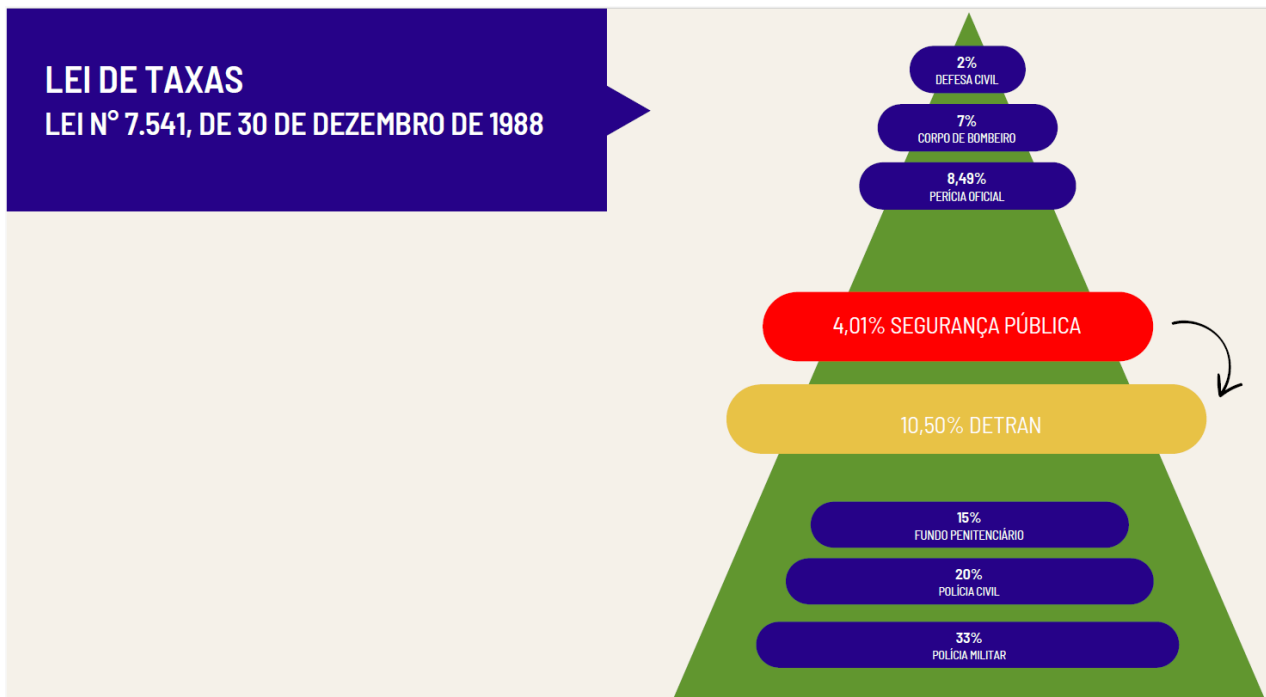 LEI DE TAXAS
LEI N° 7.541, DE 30 DE DEZEMBRO DE 1988
2%
DEFESA CIVIL
7%
CORPO DE BOMBEIRO
8,49%
PERÍCIA OFICIAL
4,01% SEGURANÇA PÚBLICA
10,50% DETRAN
15%
FUNDO PENITENCIÁRIO
20%
POLÍCIA CIVIL
33%
POLÍCIA MILITAR